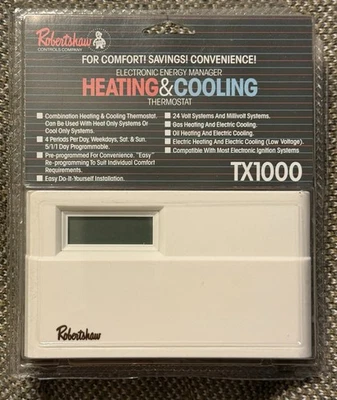 Robertshaw
CONTROLS COMPANY
FOR COMFORT! SAVINGS! CONVENIENCE!
ELECTRONIC ENERGY MANAGER
HEATING&COOLING
THERMOSTAT
Combination Heating & Cooling Thermostat.
Can Be Used With Heat Only Systems Or
Cool Only Systems.
4 Periods Per Day Weekdays, Sat. & Sun.
5/1/1 Day Programmable.
Pre-programmed For Convenience. "Easy"
Re-programming To Suit Individual Comfort
Requirements.
Easy Do-It-Yourself Installation.
24 Volt Systems And Millivolt Systems.
Gas Heating And Electric Cooling.
Oil Heating And Electric Cooling.
Electric Heating And Electric Cooling (Low Voltage).
Compatible With Most Electronic Ignition Systems
TX1000
Robertshaw